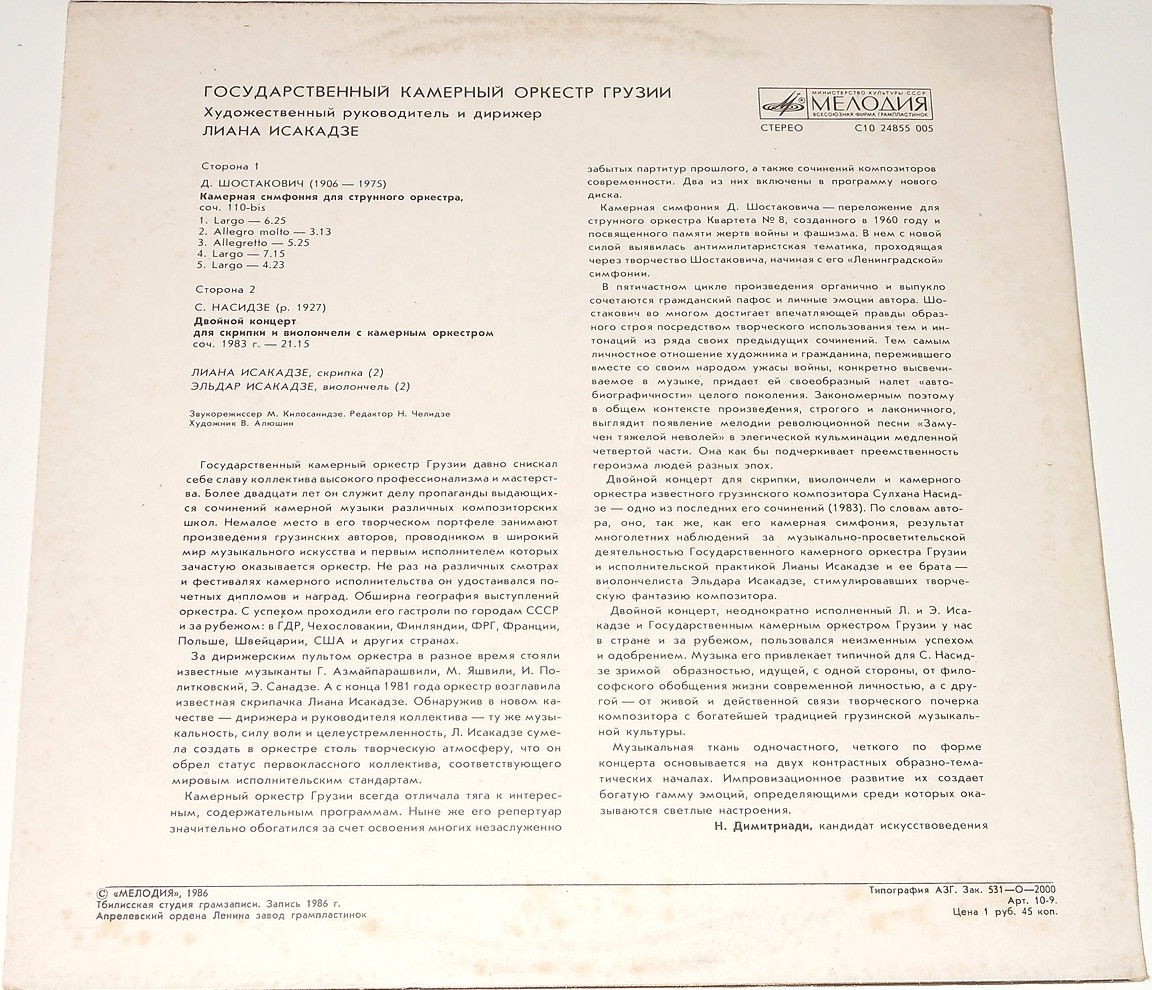 ГОСУДАРСТВЕННЫЙ КАМЕРНЫЙ ОРКЕСТР ГРУЗИИ
Художественный руководитель и дирижер
ЛИАНА ИСАКАДЗЕ
МИНИСТЕРСТВО КУЛЬТУРЫ СССР
МЕЛОДИЯ
ВСЕСОЮЗНАЯ ФИРМА ГРАМПЛАСТИНОК
СТЕРЕО С10 24855 005
Сторона 1
Д. ШОСТАКОВИЧ (1906 — 1975)
Камерная симфония для струнного оркестра,
соч. 110-bis
1. Largo — 6.25
2. Allegro molto — 3.13
3. Allegretto — 5.25
4. Largo — 7.15
5. Largo — 4.23
Сторона 2
С. НАСИДЗЕ (р. 1927)
Двойной концерт
для скрипки и виолончели с камерным оркестром
соч. 1983 г. — 21.15
ЛИАНА ИСАКАДЗЕ, скрипка (2)
ЭЛЬДАР ИСАКАДЗЕ, виолончель (2)
Звукорежиссер М. Килосанидзе. Редактор Н. Челидзе
Художник В. Алюшин
Государственный камерный оркестр Грузии давно снискал
себе славу коллектива высокого профессионализма и мастерст-
ва. Более двадцати лет он служит делу пропаганды выдающих-
ся сочинений камерной музыки различных композиторских
школ. Немалое место в его творческом портфеле занимают
произведения грузинских авторов, проводником в широкий
мир музыкального искусства и первым исполнителем которых
зачастую оказывается оркестр. Не раз на различных смотрах
и фестивалях камерного исполнительства он удостаивался по-
четных дипломов и наград. Обширна география выступлений
оркестра. С успехом проходили его гастроли по городам СССР
и за рубежом: в ГДР, Чехословакии, Финляндии, ФРГ, Франции,
Польше, Швейцарии, США и других странах.
За дирижерским пультом оркестра в разное время стояли
известные музыканты Г. Азмайпарашвили, М. Яшвили, И. По-
литковский, Э. Санадзе. А с конца 1981 года оркестр возглавила
известная скрипачка Лиана Исакадзе. Обнаружив в новом ка-
честве — дирижера и руководителя коллектива — ту же музы-
кальность, силу воли и целеустремленность, Л. Исакадзе суме-
ла создать в оркестре столь творческую атмосферу, что он
обрел статус первоклассного коллектива, соответствующего
мировым исполнительским стандартам.
Камерный оркестр Грузии всегда отличала тяга к интерес-
ным, содержательным программам. Ныне же его репертуар
значительно обогатился за счет освоения многих незаслуженно
забытых партитур прошлого, а также сочинений композиторов
современности. Два из них включены в программу нового
диска.
Камерная симфония Д. Шостаковича — переложение для
струнного оркестра Квартета № 8, созданного в 1960 году и
посвященного памяти жертв войны и фашизма. В нем с новой
силой выявилась антимилитаристская тематика, проходящая
через творчество Шостаковича, начиная с его «Ленинградской»
симфонии.
В пятичастном цикле произведения органично и выпукло
сочетаются гражданский пафос и личные эмоции автора. Шо-
стакович во многом достигает впечатляющей правды образ-
ного строя посредством творческого использования тем и ин-
тонаций из ряда своих предыдущих сочинений. Тем самым
личностное отношение художника и гражданина, пережившего
вместе со своим народом ужасы войны, конкретно высвечи-
ваемое в музыке, придает ей своеобразный налет «авто-
биографичности» целого поколения. Закономерным поэтому
в общем контексте произведения, строгого и лаконичного,
выглядит появление мелодии революционной песни «Заму-
чен тяжелой неволей» в элегической кульминации медленной
четвертой части. Она как бы подчеркивает преемственность
героизма людей разных эпох.
Двойной концерт для скрипки, виолончели и камерного
оркестра известного грузинского композитора Сулхана Насид-
зе — одно из последних его сочинений (1983). По словам авто-
ра, оно, так же, как его камерная симфония, результат
многолетних наблюдений за музыкально-просветительской
деятельностью Государственного камерного оркестра Грузии
и исполнительской практикой Лианы Исакадзе и ее брата —
виолончелиста Эльдара Исакадзе, стимулировавших творче-
скую фантазию композитора.
Двойной концерт, неоднократно исполненный Л. и Э. Иса-
кадзе и Государственным камерным оркестром Грузии у нас
в стране и за рубежом, пользовался неизменным успехом
и одобрением. Музыка его привлекает типичной для С. Насид-
зе зримой образностью, идущей, с одной стороны, от фило-
софского обобщения жизни современной личностью, а с дру-
гой — от живой и действенной связи творческого почерка
композитора с богатейшей традицией грузинской музыкаль-
ной культуры.
Музыкальная ткань одночастного, четкого по форме
концерта основывается на двух контрастных образно-тема-
тических началах. Импровизационное развитие их создает
богатую гамму эмоций, определяющими среди которых ока-
зываются светлые настроения.
Н. Димитриади, кандидат искусствоведения
© «МЕЛОДИЯ», 1986
Тбилисская студия грамзаписи. Запись 1986 г.
Апрелевский ордена Ленина завод грампластинок
Типография АЗГ. Зак. 531—О—2000
Арт. 10-9.
Цена 1 руб. 45 коп.